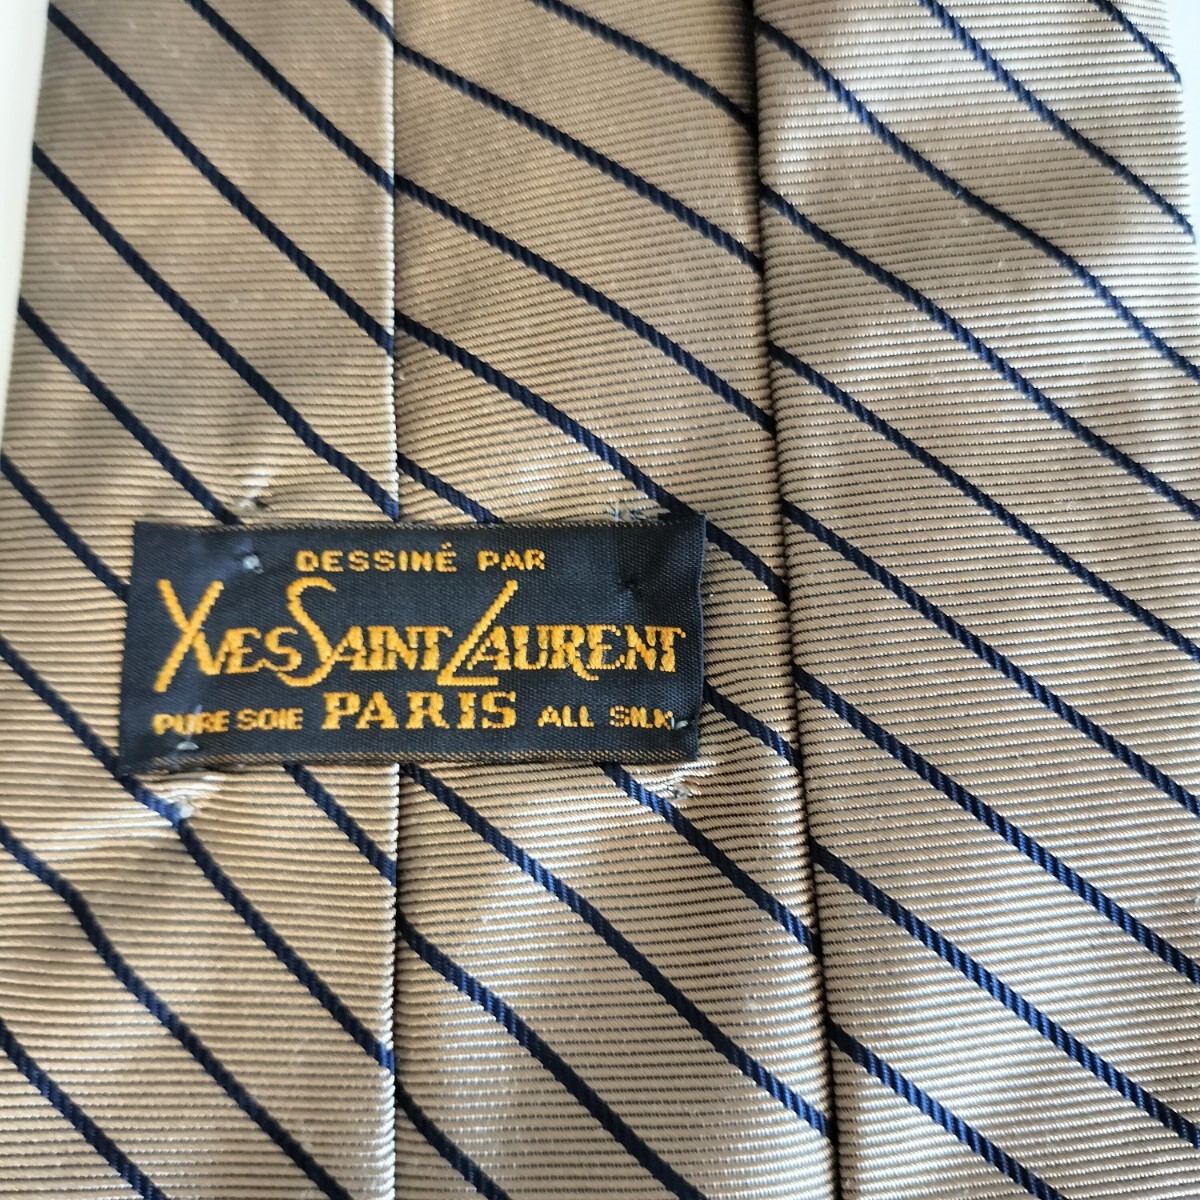 DESSINÉ PAR
YVES SAINT LAURENT
PURE SOIE PARIS ALL SILK